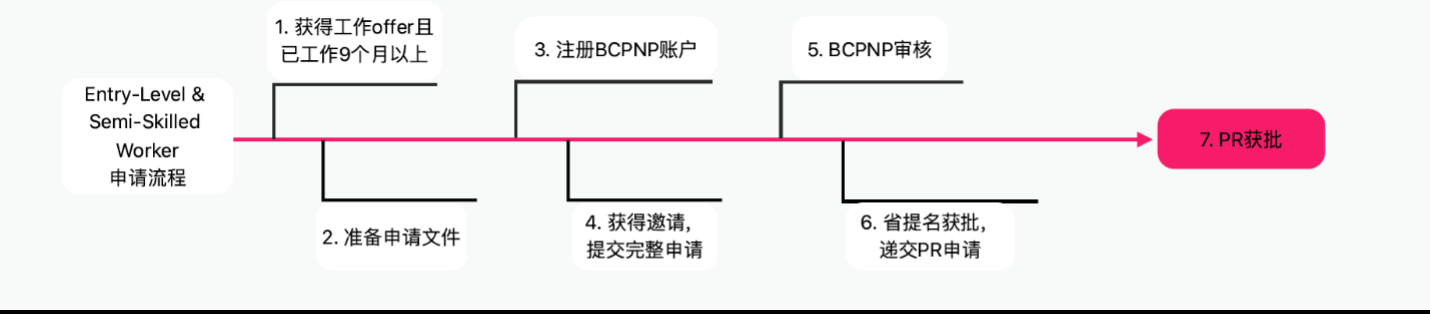 Entry-Level &
Semi-Skilled
Worker
申请流程
1. 获得工作offer且
已工作9个月以上
2. 准备申请文件
3. 注册BCPNP账户
4. 获得邀请,
提交完整申请
5. BCPNP审核
6. 省提名获批,
递交PR申请
7. PR获批